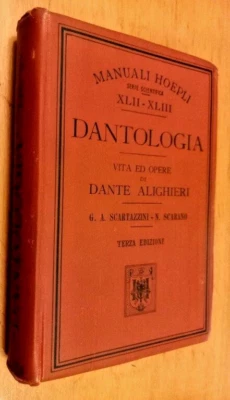 MANUALI HOEPLI
SERIE SCIENTIFICA
XLII-XLIII
DANTOLOGIA
VITA ED OPERE
DI
DANTE ALIGHIERI
G. A. SCARTAZZINI - N. SCARANO
TERZA EDIZIONE